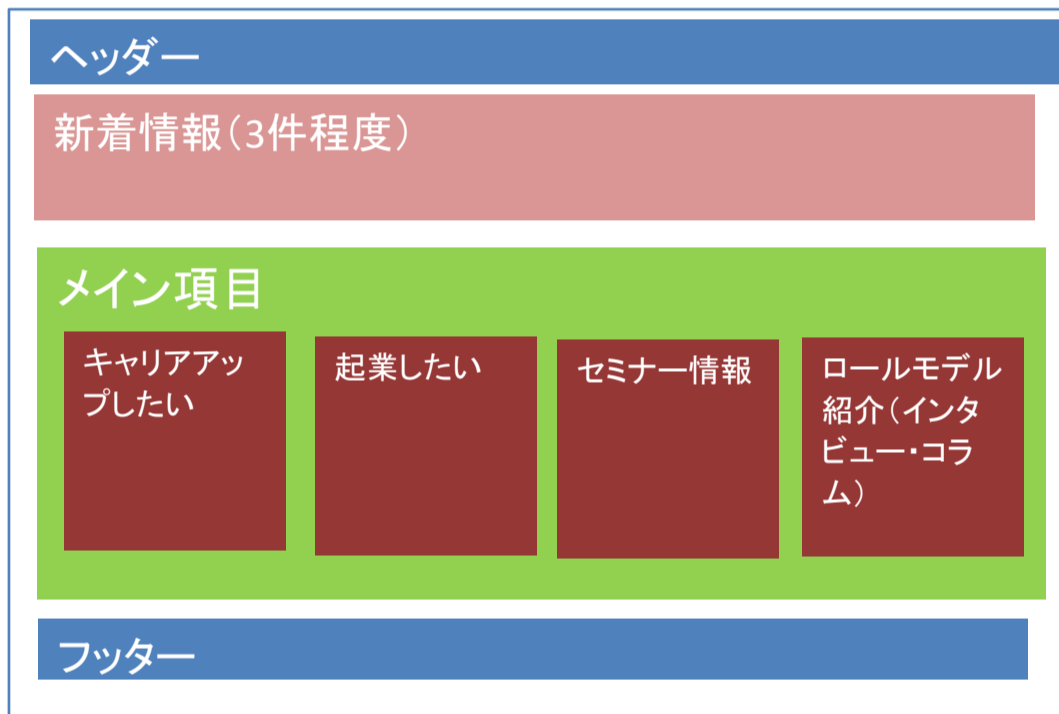 ヘッダー
新着情報（3件程度）
メイン項目
キャリアアッ
プしたい
起業したい
セミナー情報
ロールモデル
紹介（インタ
ビュー・コラ
ム）
フッター